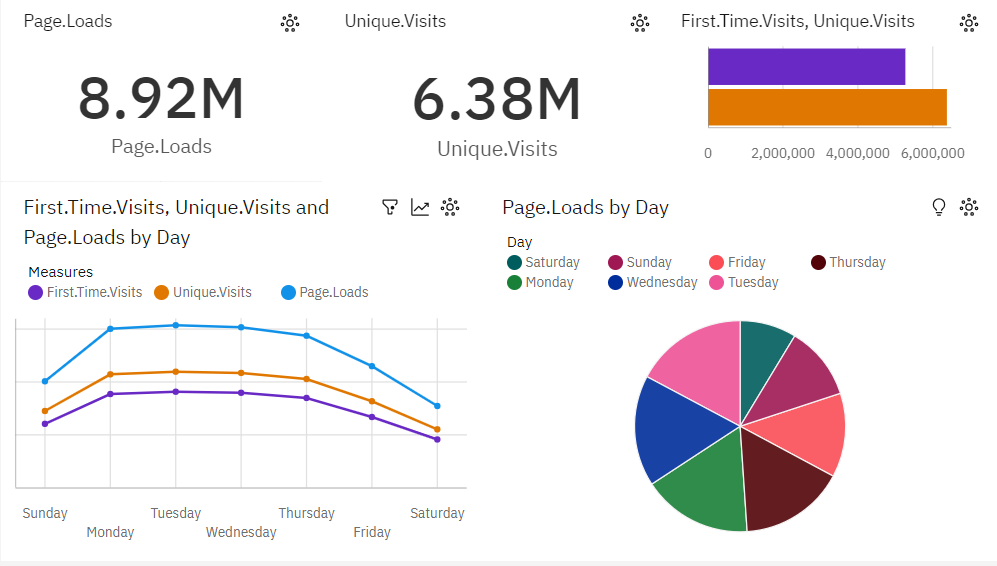 Page.Loads
8.92M
Page.Loads
Unique.Visits
6.38M
Unique.Visits
First.Time.Visits, Unique.Visits
0 2,000,000 4,000,000 6,000,000
First.Time.Visits, Unique.Visits and
Page.Loads by Day
Measures
First.Time.Visits Unique.Visits Page.Loads
Sunday Tuesday Thursday Saturday
Monday Wednesday Friday
Page.Loads by Day
Day
Saturday Sunday Friday Thursday
Monday Wednesday Tuesday